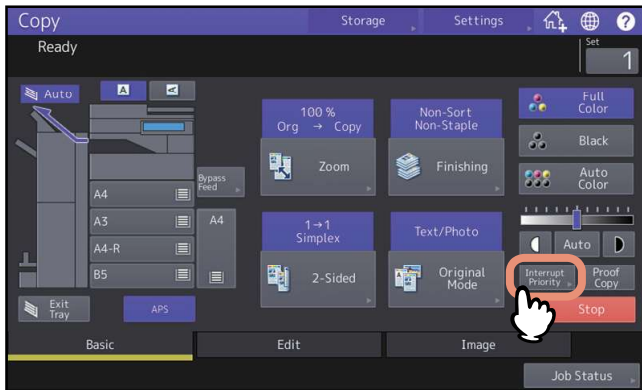 Copy
Storage
Settings
?
Ready
Set
1
Auto
A
A
100 %
Org → Copy
Zoom
Non-Sort
Non-Staple
Finishing
Full
Color
Black
Auto
Color
Bypass
Feed
A4
A3
A4-R
B5
A4
1→1
Simplex
2-Sided
Text/Photo
Original
Mode
Auto
Interrupt
Priority
Proof
Copy
Stop
Exit
Tray
APS
Basic
Edit
Image
Job Status